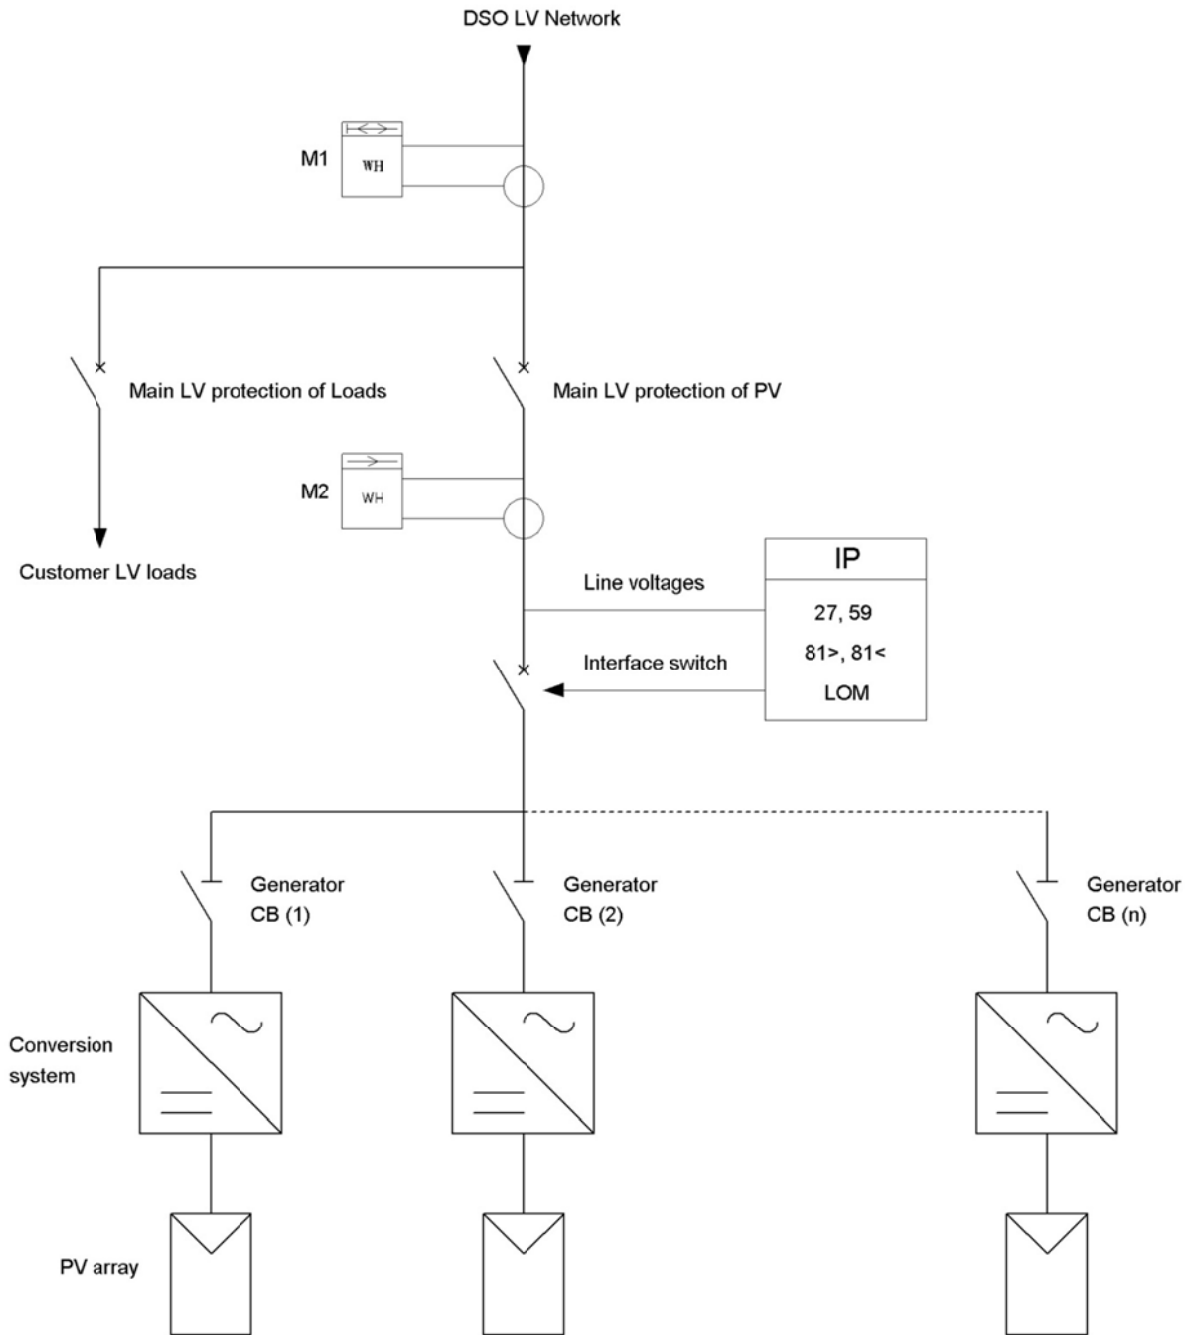 DSO LV Network
M1
WH
Main LV protection of Loads
Main LV protection of PV
M2
WH
Customer LV loads
IP
27, 59
81>, 81<
LOM
Line voltages
Interface switch
Generator
CB (1)
Generator
CB (2)
Generator
CB (n)
Conversion
system
PV array